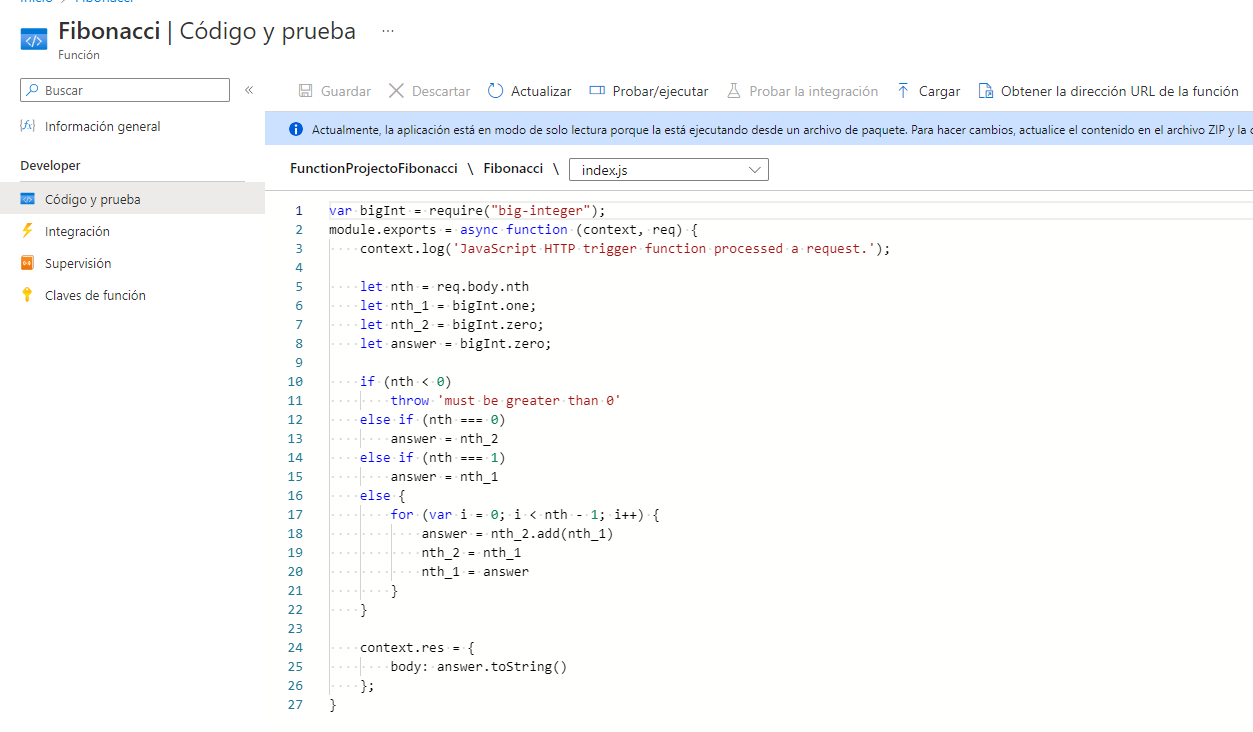 Inicio > Fibonacci
Fibonacci | Código y prueba ...
Función
Buscar «
Guardar Descartar Actualizar Probar/ejecutar Probar la integración Cargar Obtener la dirección URL de la función
Información general
Developer
Código y prueba
Integración
Supervisión
Claves de función
Actualmente, la aplicación está en modo de solo lectura porque la está ejecutando desde un archivo de paquete. Para hacer cambios, actualice el contenido en el archivo ZIP y la
FunctionProjectoFibonacci \ Fibonacci \ index.js
1 var bigInt = require("big-integer");
2 module.exports = async function (context, req) {
3 context.log('JavaScript HTTP trigger function processed a request.');
4
5 let nth = req.body.nth
6 let nth_1 = bigInt.one;
7 let nth_2 = bigInt.zero;
8 let answer = bigInt.zero;
9
10 if (nth < 0)
11 throw 'must be greater than 0'
12 else if (nth === 0)
13 answer = nth_2
14 else if (nth === 1)
15 answer = nth_1
16 else {
17 for (var i = 0; i < nth - 1; i++) {
18 answer = nth_2.add(nth_1)
19 nth_2 = nth_1
20 nth_1 = answer
21 }
22 }
23
24 context.res = {
25 body: answer.toString()
26 };
27 }